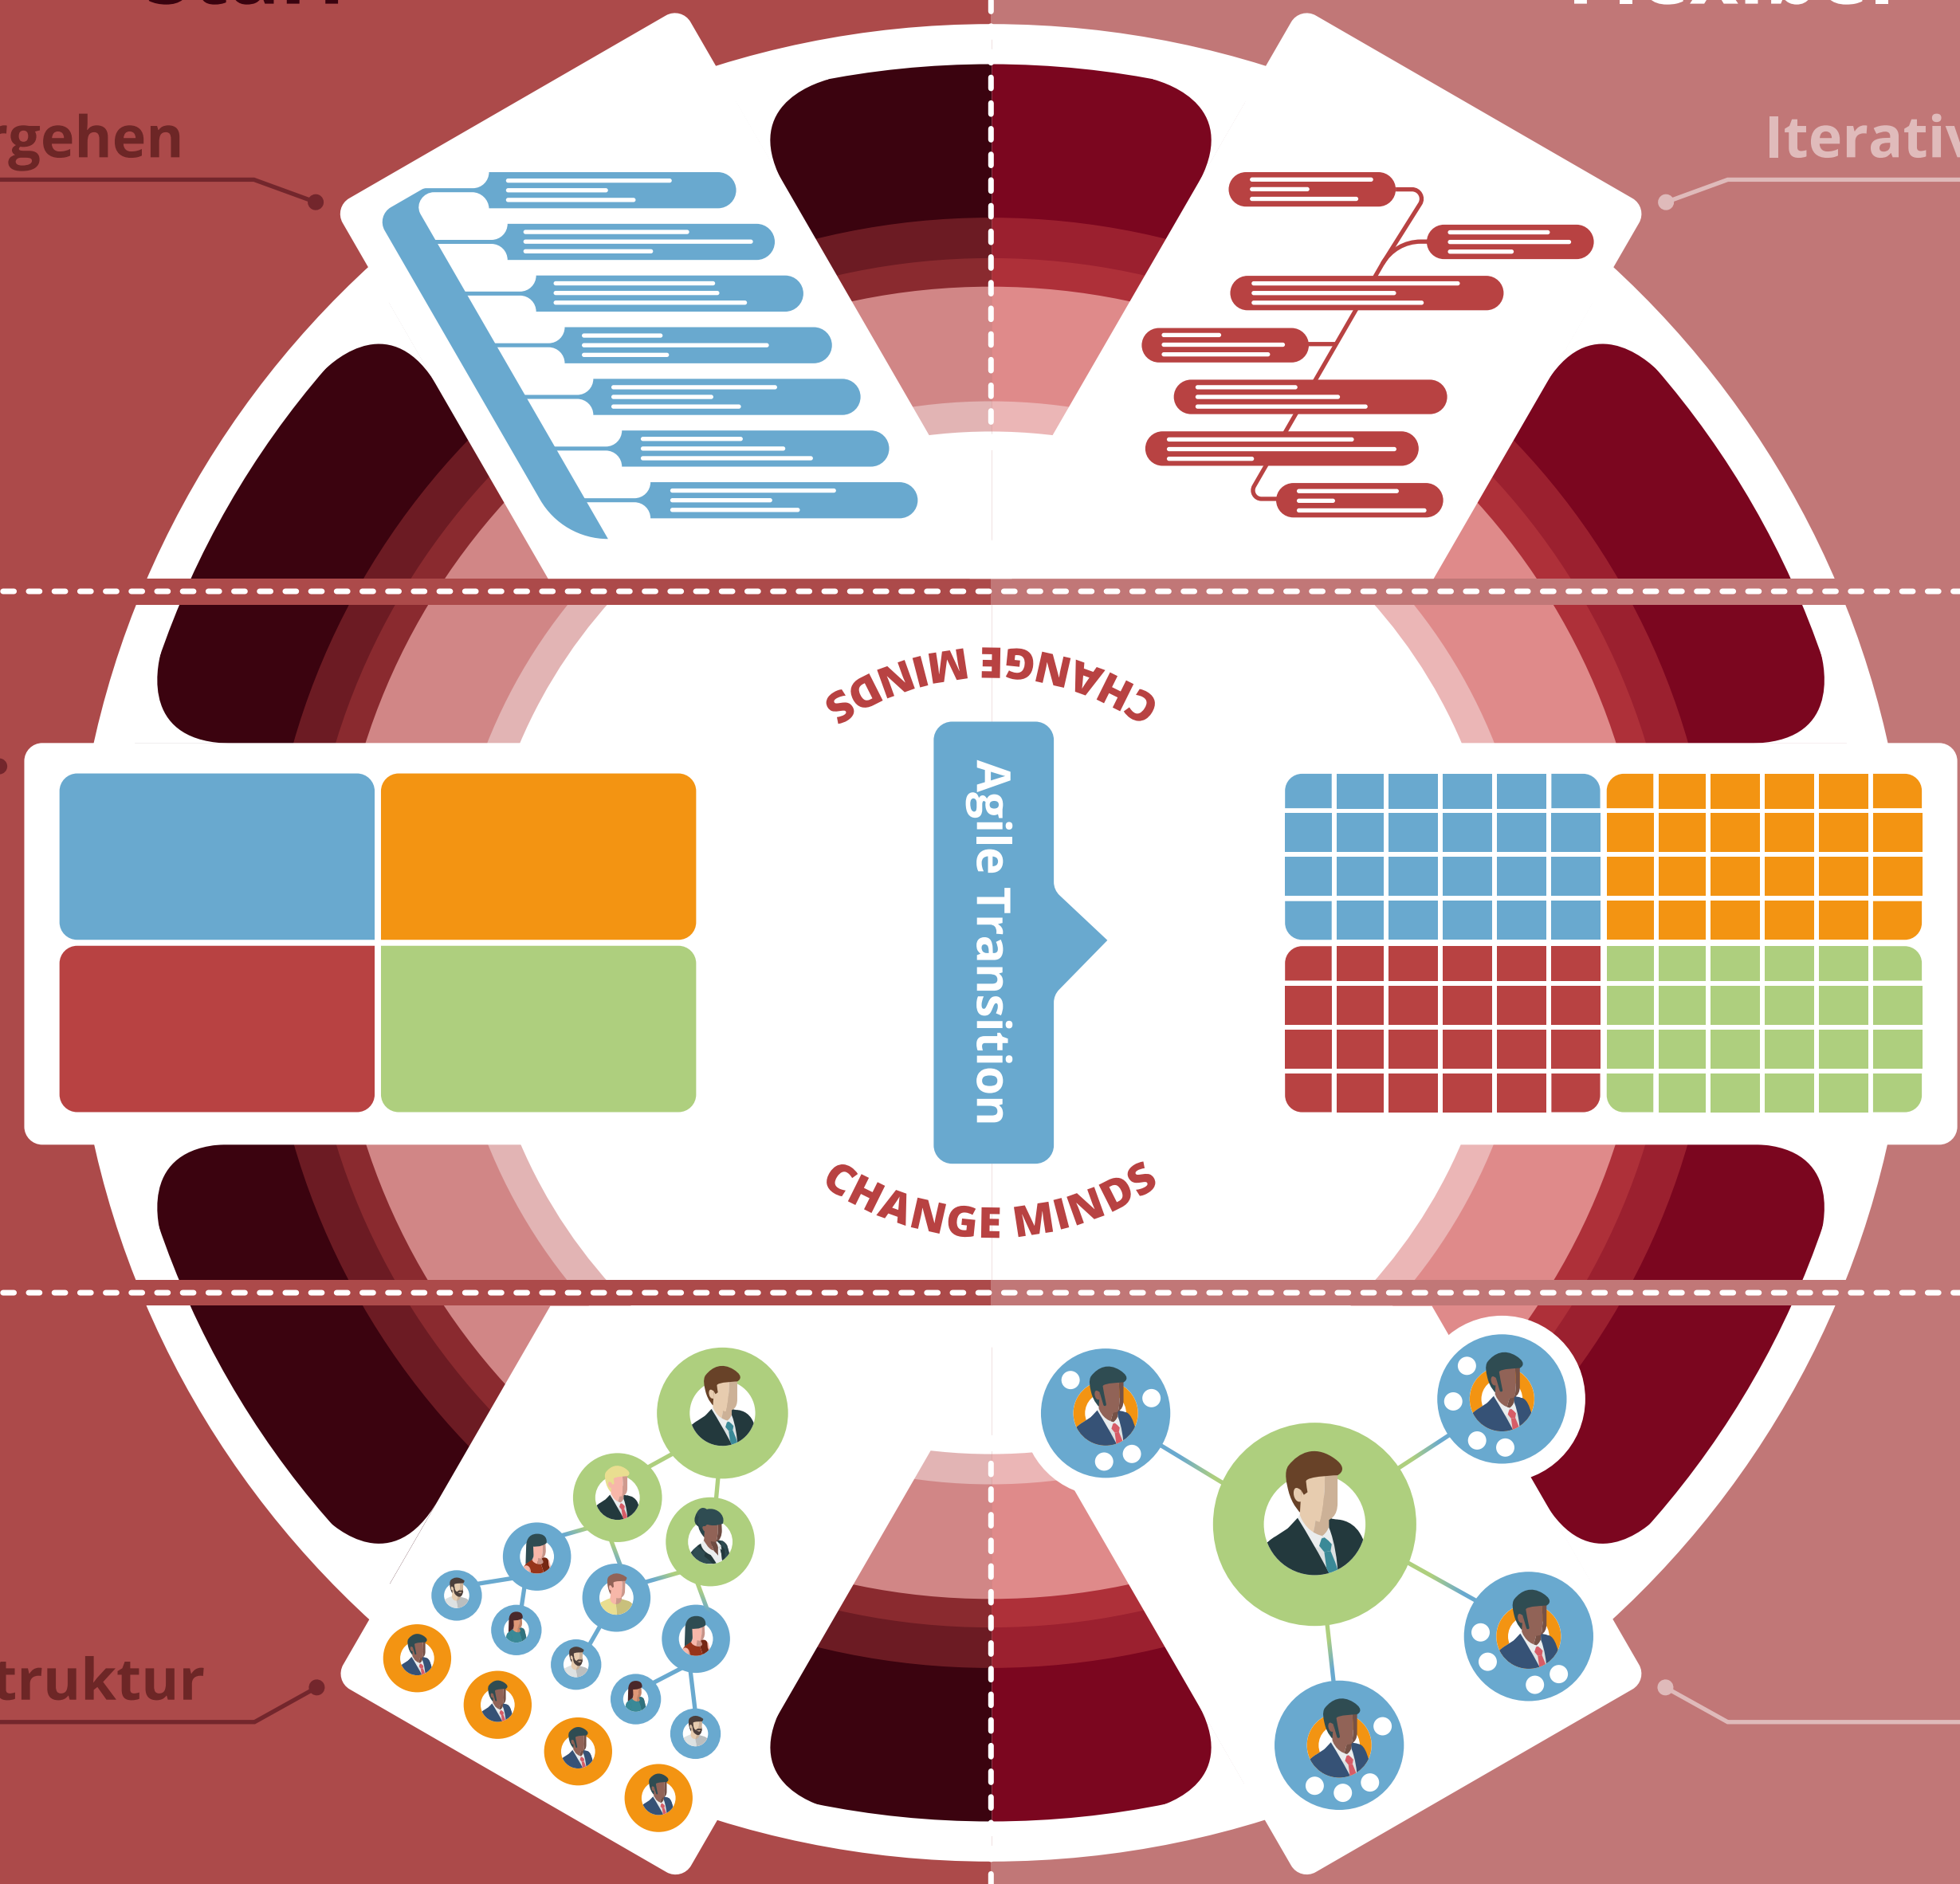 rgehen
Iterativ
CHANGE MINDS
Agile Transition
CHANGE MINDS
truktur